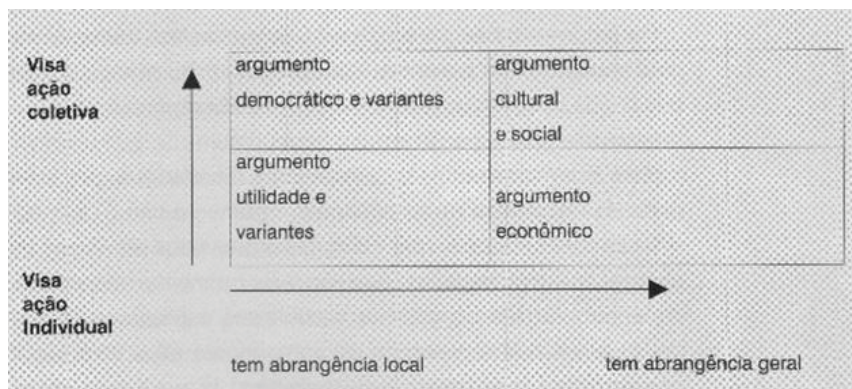 Visa
ação
coletiva
argumento
democrático e variantes
argumento
cultural
e social
argumento
utilidade e
variantes
argumento
econômico
Visa
ação
Individual
tem abrangência local
tem abrangência geral